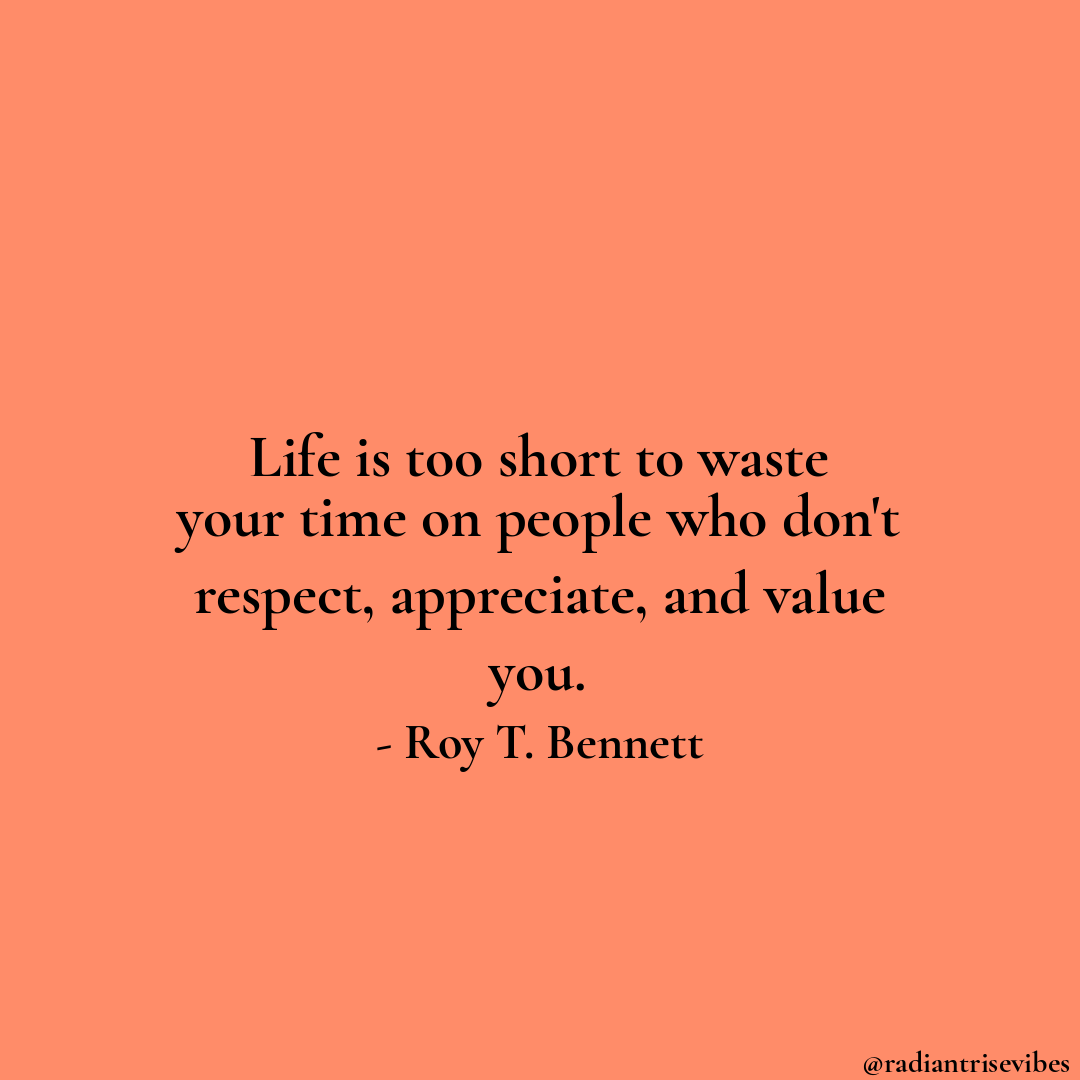 Life is too short to waste
your time on people who don't
respect, appreciate, and value
you.
- Roy T. Bennett
@radiantrisevibes